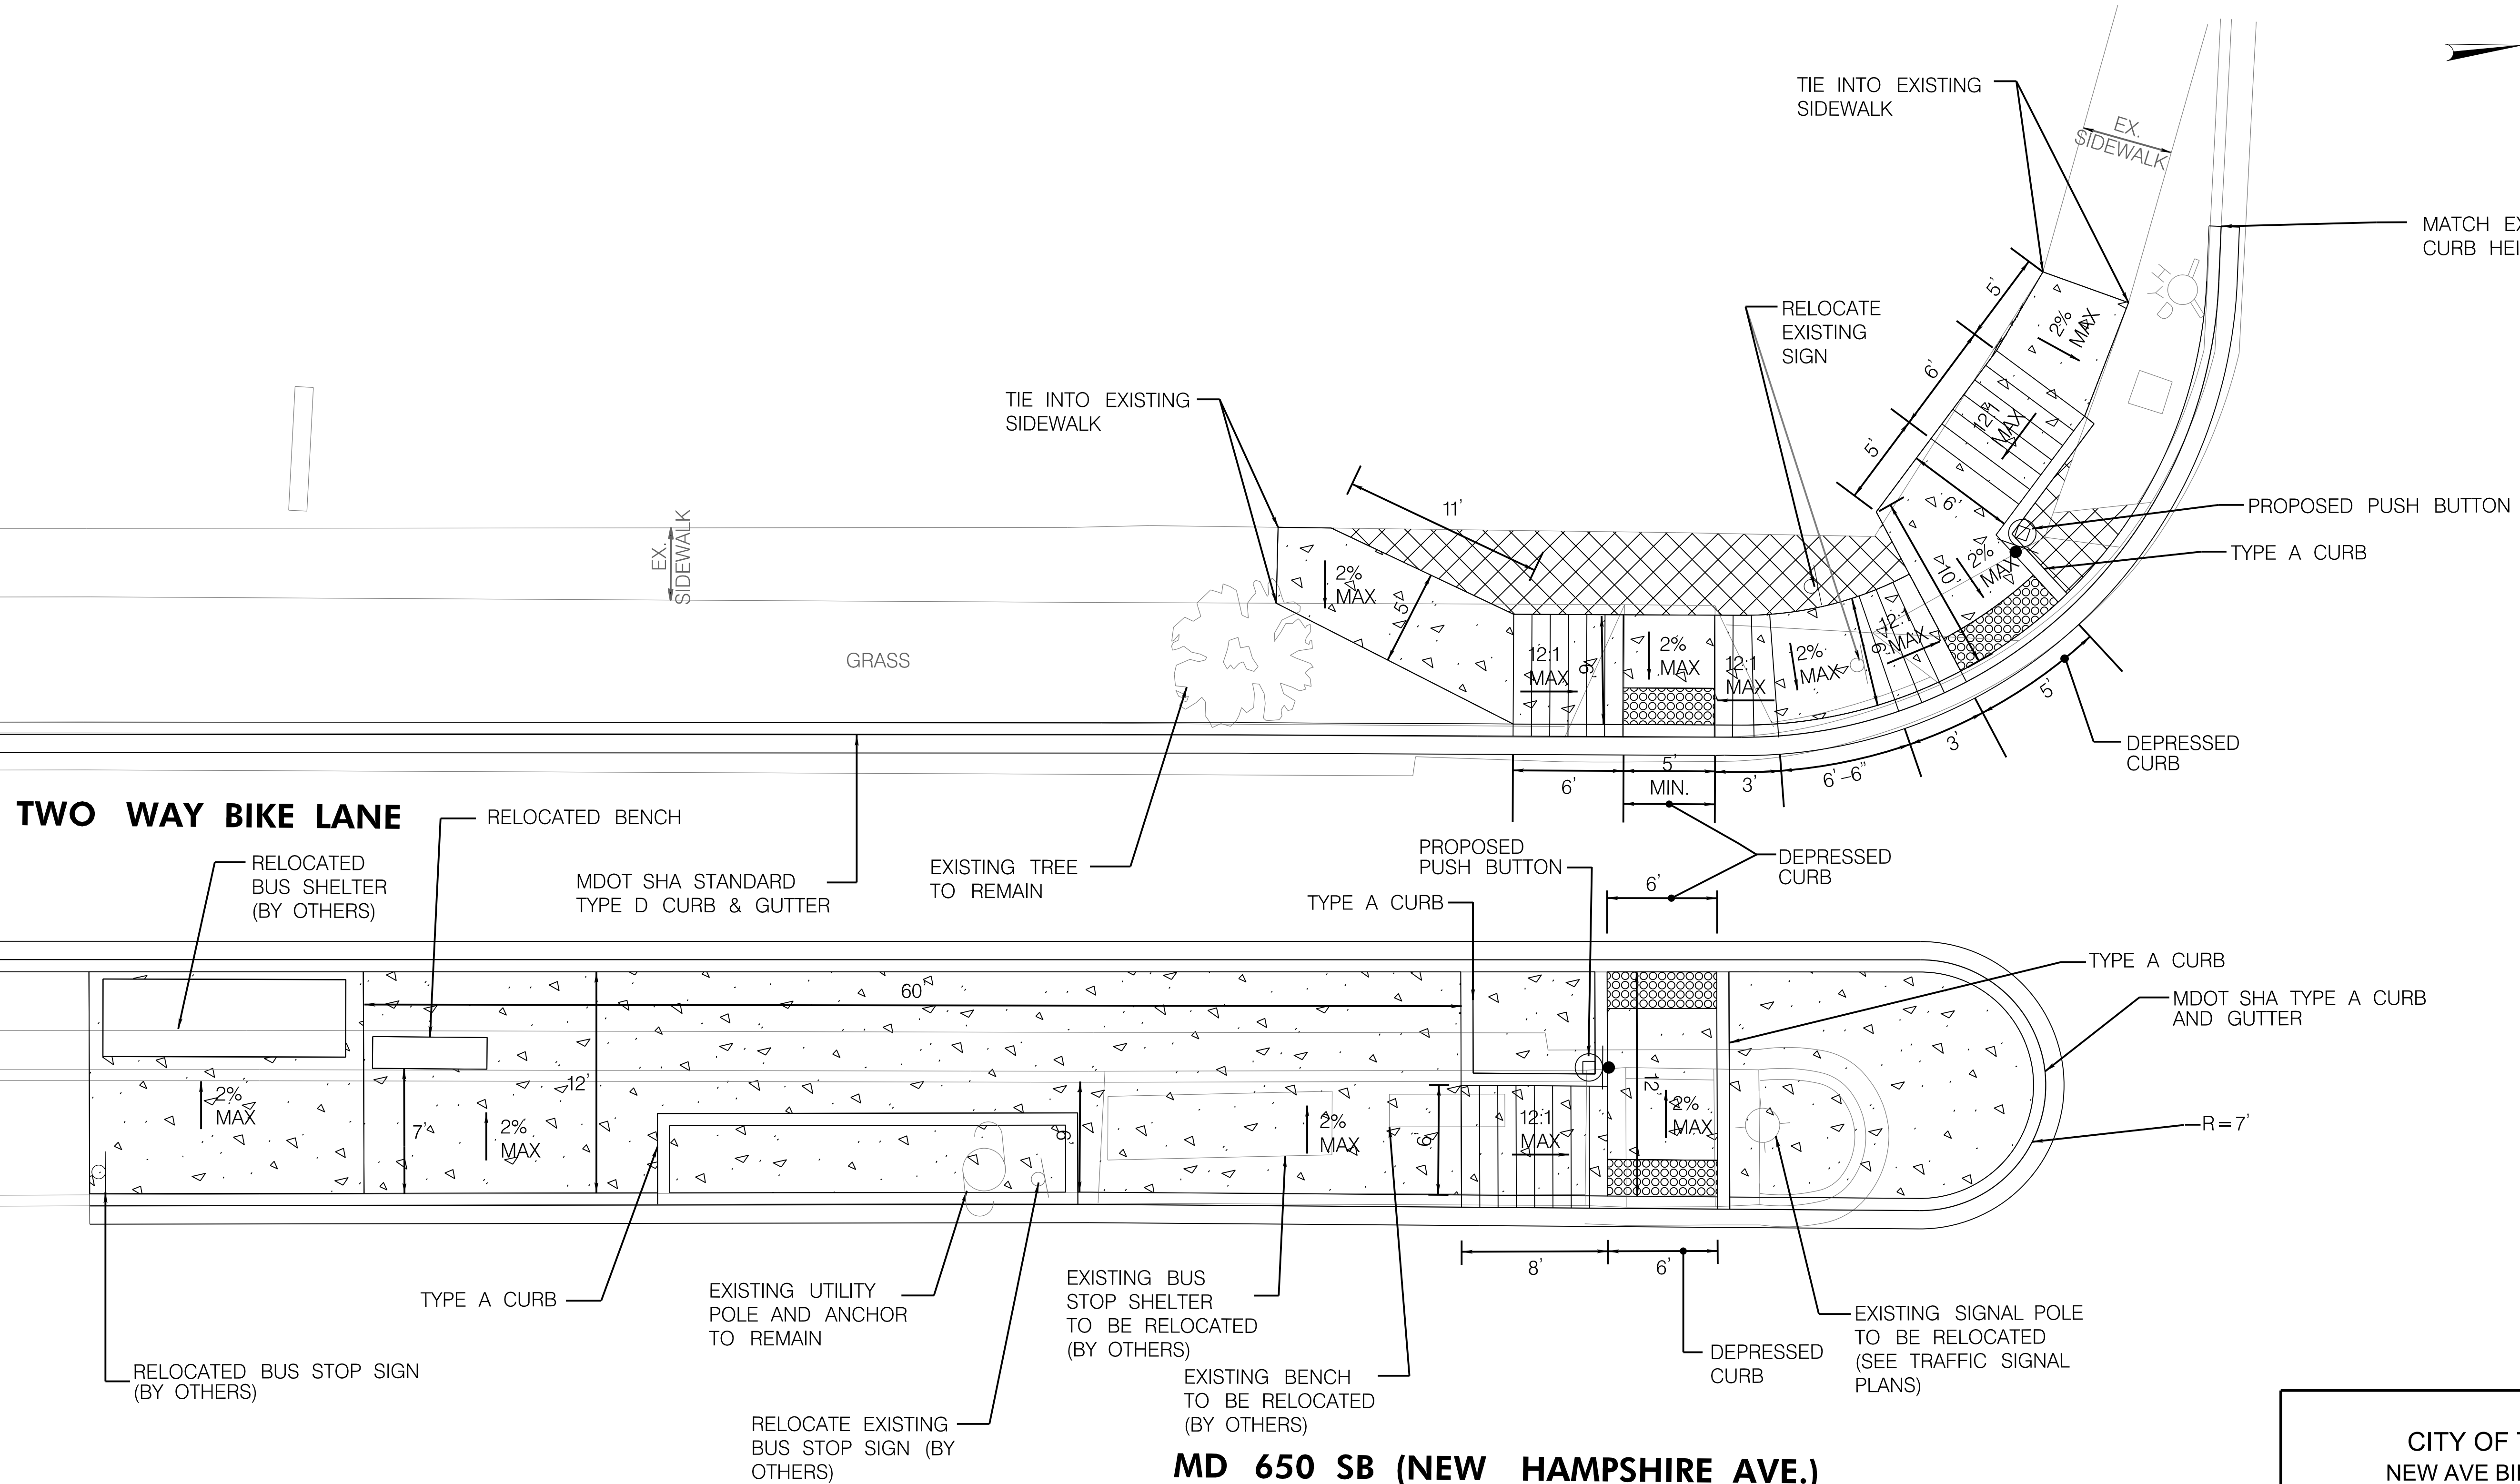 TIE INTO EXISTING
SIDEWALK
EX.
SIDEWALK
MATCH
CURB
RELOCATE
EXISTING
SIGN
5'
6'
5'
2%
MAX
12:1
MAX
6'
10'
2%
MAX
PROPOSED PUSH BUTTON
TYPE A CURB
TIE INTO EXISTING
SIDEWALK
11'
EX.
SIDEWALK
GRASS
2%
MAX
5'
12:1
MAX
6'
2%
MAX
12:1
MAX
2%
MAX
6'
12:1
MAX
6'
5'
MIN.
3'
6'-6"
3'
5'
DEPRESSED
CURB
TWO WAY BIKE LANE
RELOCATED BENCH
RELOCATED
BUS SHELTER
(BY OTHERS)
MDOT SHA STANDARD
TYPE D CURB & GUTTER
EXISTING TREE
TO REMAIN
PROPOSED
PUSH BUTTON
DEPRESSED
CURB
TYPE A CURB
6'
TYPE A CURB
MDOT SHA TYPE A CURB
AND GUTTER
60'
2%
MAX
7'
2%
MAX
12'
6'
2%
MAX
6'
12:1
MAX
12'
2%
MAX
R=7'
8'
6'
TYPE A CURB
EXISTING UTILITY
POLE AND ANCHOR
TO REMAIN
EXISTING BUS
STOP SHELTER
TO BE RELOCATED
(BY OTHERS)
DEPRESSED
CURB
EXISTING SIGNAL POLE
TO BE RELOCATED
(SEE TRAFFIC SIGNAL
PLANS)
RELOCATED BUS STOP SIGN
(BY OTHERS)
EXISTING BENCH
TO BE RELOCATED
(BY OTHERS)
RELOCATE EXISTING
BUS STOP SIGN (BY
OTHERS)
MD 650 SB (NEW HAMPSHIRE AVE.)
CITY OF
NEW AVE